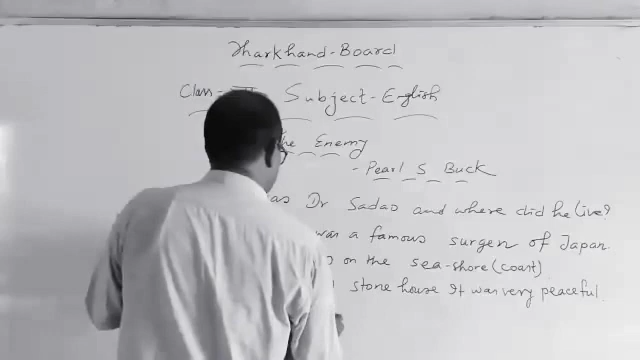 Jharkhand-Board
Class- Subject-English
the Enemy
- Pearl S Buck
as Dr Sadao and where did he live?
was a famous surgen of Japan.
on the sea-shore (coast)
stone house It was very peaceful.